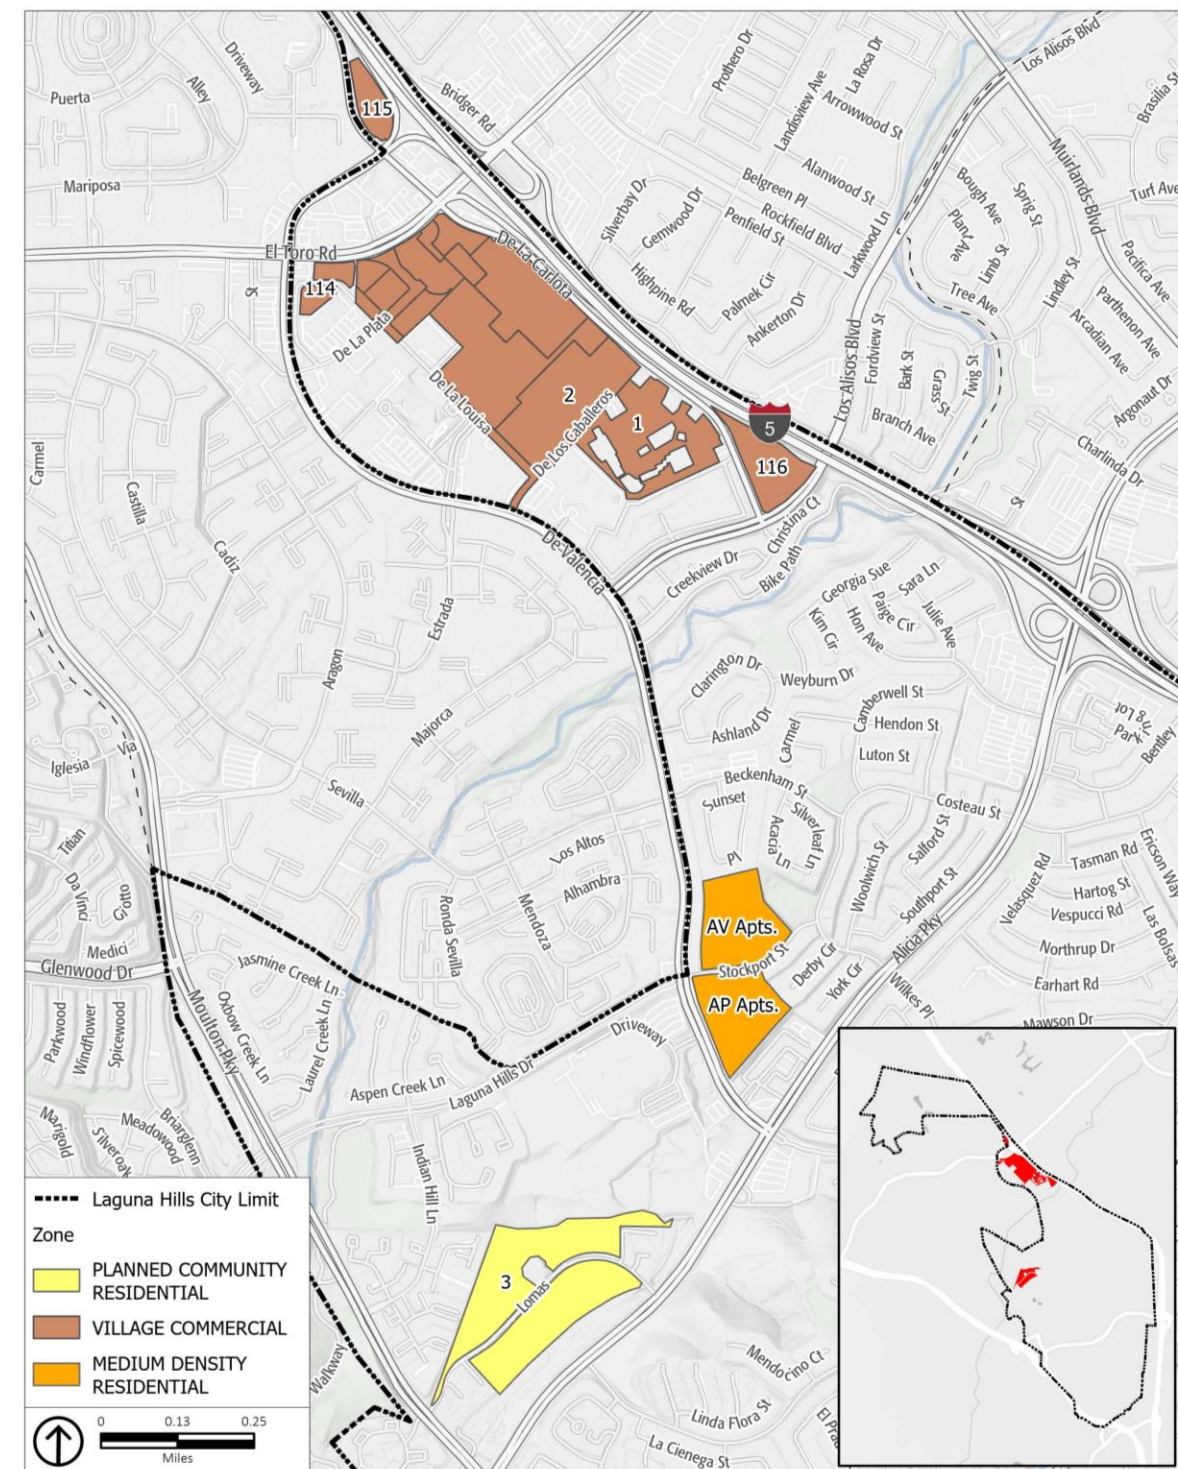 Puerta
Alley
Driveway
115
Bridger Rd
Prothero Dr
Landisview Ave
La Rosa Dr
Arrowwood St
Los Alisos Blvd
Brasilia St
Muirlands Blvd
Turf Ave
Mariposa
Alanwood St
Belgreen Pl
Silverbay Dr
Gemwood Dr
Penfield St
Rockfield Blvd
Larkwood Ln
Bough Ave
Sprig St
Plant Ave
Limb St
Lindley St
Pacifica Ave
El Toro Rd
De La Carlota
Highpine Rd
Palmek Cir
Ankerton Dr
Tree Ave
Parthenon Ave
Arcadian Ave
114
St
De La Plata
De La Louisa
2
De Los Caballeros
1
5
116
Los Alisos Blvd
Fordview St
Bark St
Grass St
Twig St
Branch Ave
Argonaut Dr
Charlinda Dr
St
Carmel
Castilla
Cadiz
De Valencia
Christina Ct
Creekview Dr
Bike Path
Georgia Sue
Sara Ln
Paige Cir
Julie Ave
Hon Ave
Kim Cir
Estrada
Aragon
Majorca
Clarington Dr
Weyburn Dr
Camberwell St
Ashland Dr
Carmel
Hendon St
Luton St
Parking Lot
Bentley
Via
Iglesia
Sevilla
Beckenham St
Sunset
Pl
Acacia Ln
Silverleaf Ln
Costeau St
Salford St
Woolwich St
Southport St
Velasquez Rd
Tasman Rd
Ericson Way
Hartog St
Vespucci Rd
Las Bolsas
Titian
Da Vinci
Giotto
Medici
Glenwood Dr
Los Altos
Alhambra
Ronda Sevilla
Mendoza
AV Apts.
Stockport St
Derby Cir
York Cir
Alicia Pky
Northrup Dr
Earhart Rd
Wilkes Pl
Mawson Dr
AP Apts.
Driveway
Jasmine Creek Ln
Oxbow Creek Ln
Moulton Pky
Laurel Creek Ln
Parkwood
Windflower
Spicewood
Aspen Creek Ln
Laguna Hills Dr
Marigold
Silveroak
Meadowood
Briarglenn
Indian Hill Ln
3
Lomas
Walkway
Mendocino Ct
Linda Flora St
La Cienega St
Laguna Hills City Limit
Zone
PLANNED COMMUNITY
RESIDENTIAL
VILLAGE COMMERCIAL
MEDIUM DENSITY
RESIDENTIAL
0 0.13 0.25
Miles